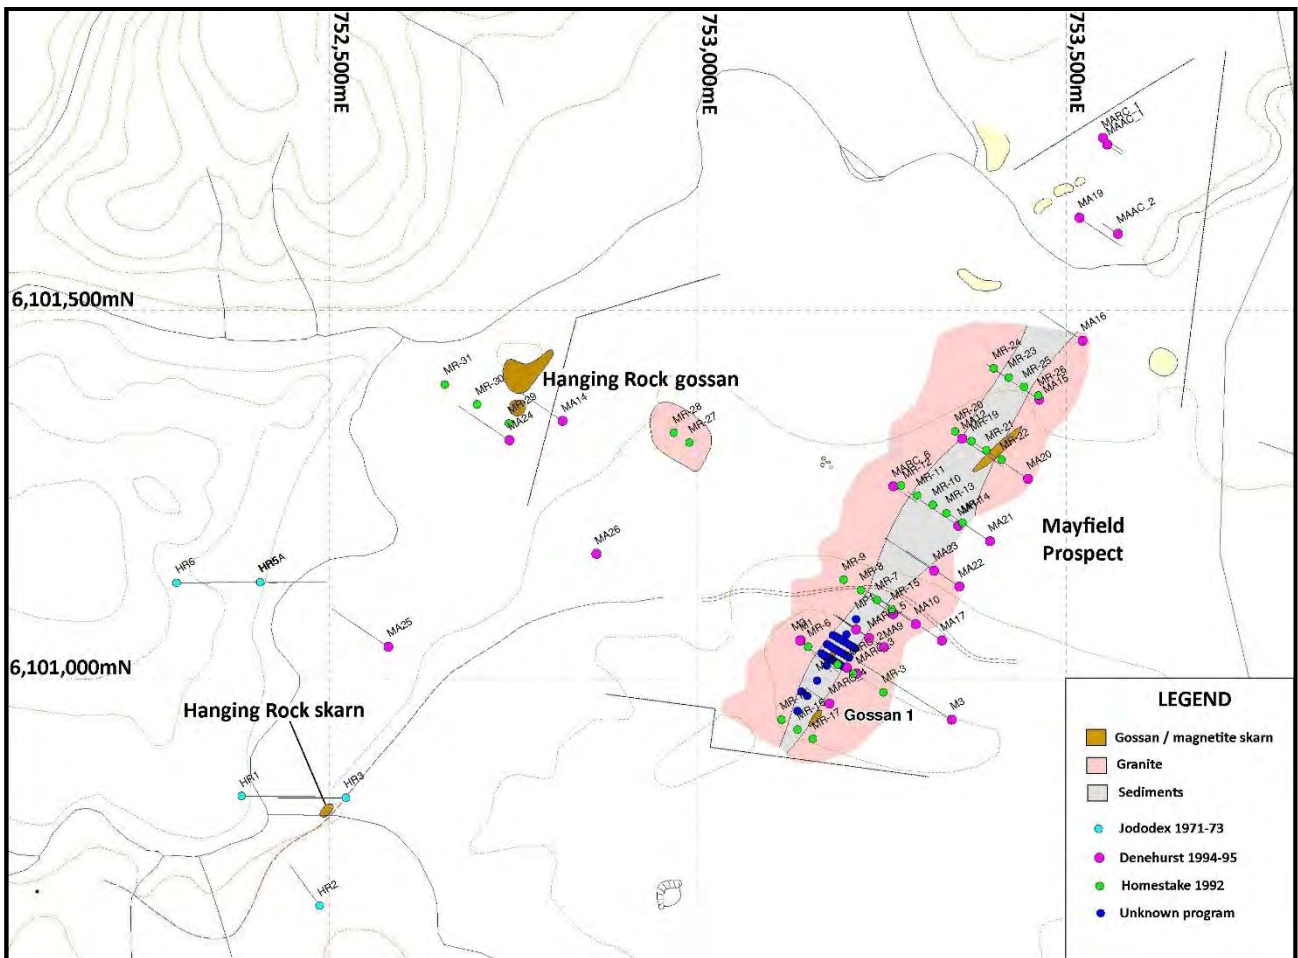 752,500mE
753,000mE
753,500mE
MARC_1
MAAC_1
MA19
MAAC_2
6,101,500mN
MA16
MR-24
MR-23
MR-25
MR-26
MA15
MR-31
MR-30
MR-29
MA24
MA14
Hanging Rock gossan
MR-28
MR-27
MR-20
MA12
MR-19
MR-21
MR-22
MA20
MARC_6
MR-12
MR-11
MR-10
MR-13
MA21
Mayfield
Prospect
MA26
HR6
HR5A
MA23
MA22
MR-9
MR-8
MR-7
MR-15
MA10
MA17
MA9
M1
MR-6
MA25
6,101,000mN
MR-3
M3
MR-16
MR-17
Gossan 1
Hanging Rock skarn
HR1
HR3
HR2
LEGEND
Gossan / magnetite skarn
Granite
Sediments
Jododex 1971-73
Denehurst 1994-95
Homestake 1992
Unknown program